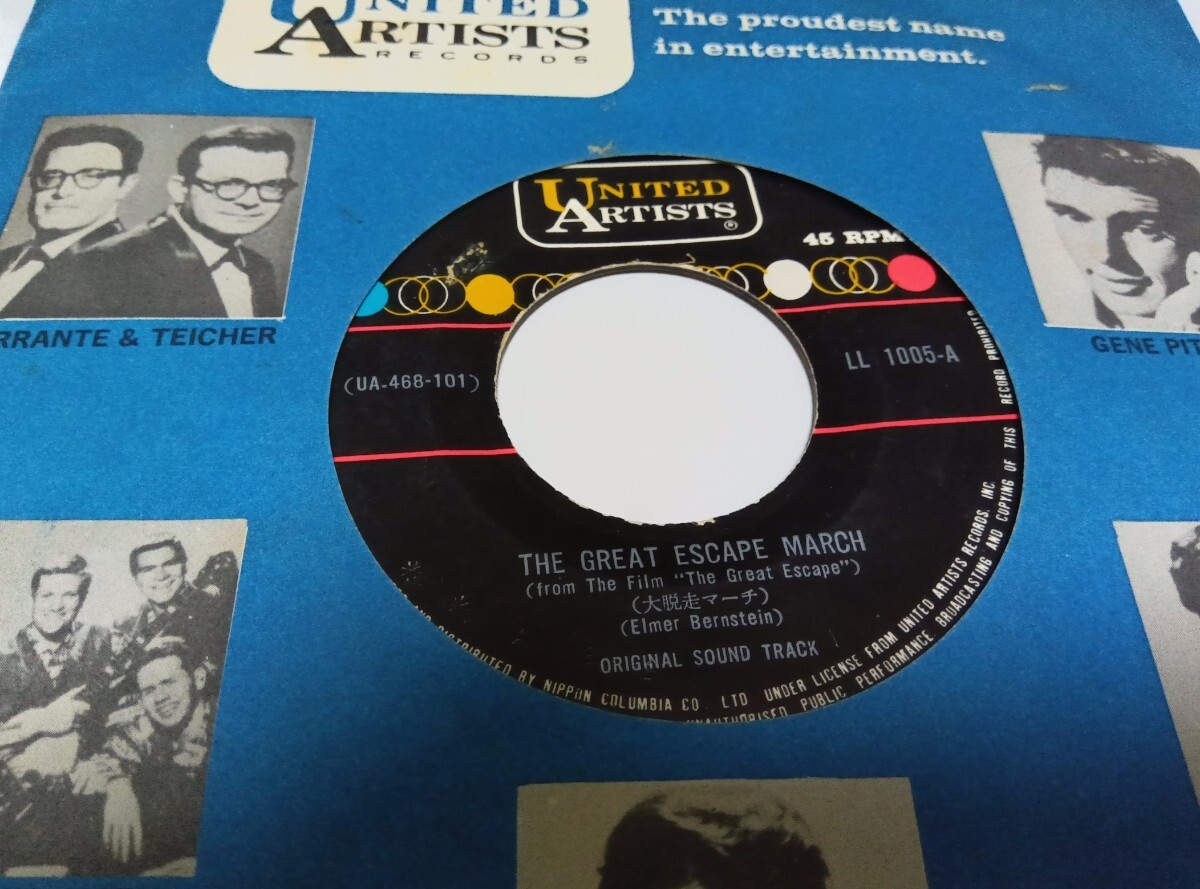 UNITED
ARTISTS
RECORDS
The proudest name
in entertainment.
RRANTE & TEICHER
GENE PIT
UNITED
ARTISTS®
45 RPM
(UA-468-101)
LL 1005-A
THE GREAT ESCAPE MARCH
(from The Film "The Great Escape")
(大脱走マーチ)
(Elmer Bernstein)
ORIGINAL SOUND TRACK
DISTRIBUTED BY NIPPON COLUMBIA CO. LTD UNDER LICENSE FROM UNITED ARTISTS RECORDS. INC
UNAUTHORISED PUBLIC PERFORMANCE. BROADCASTING AND COPYING OF THIS RECORD PROHIBITED